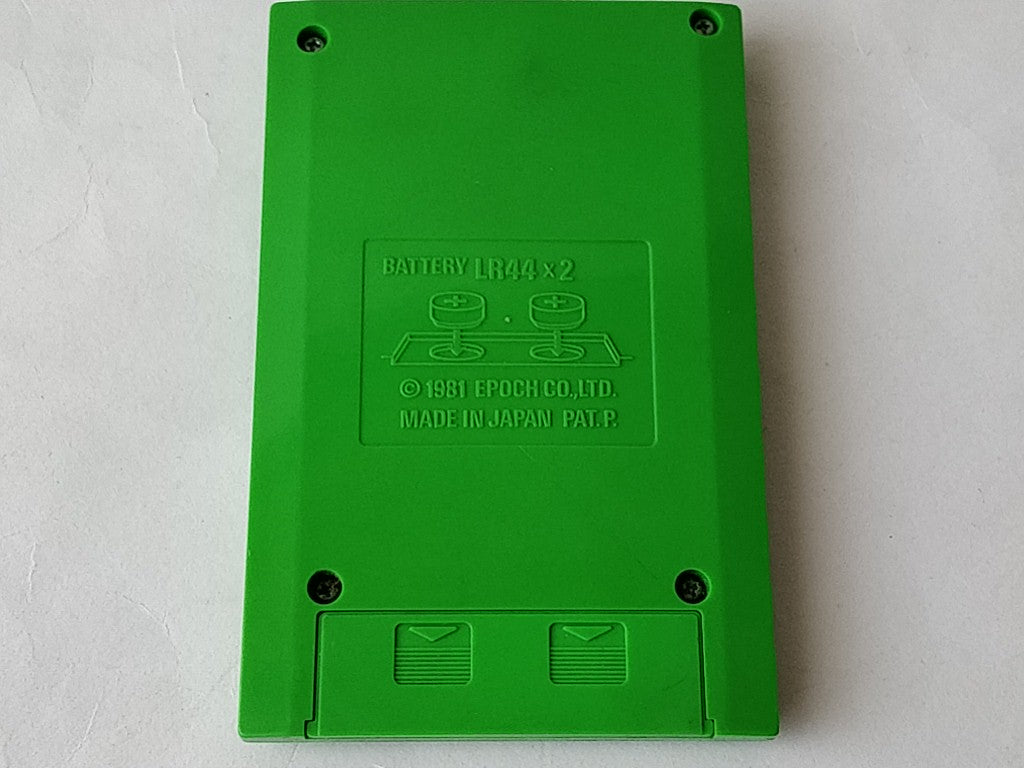 BATTERY LR44 x 2
+ +
© 1981 EPOCH CO.,LTD.
MADE IN JAPAN PAT. P.